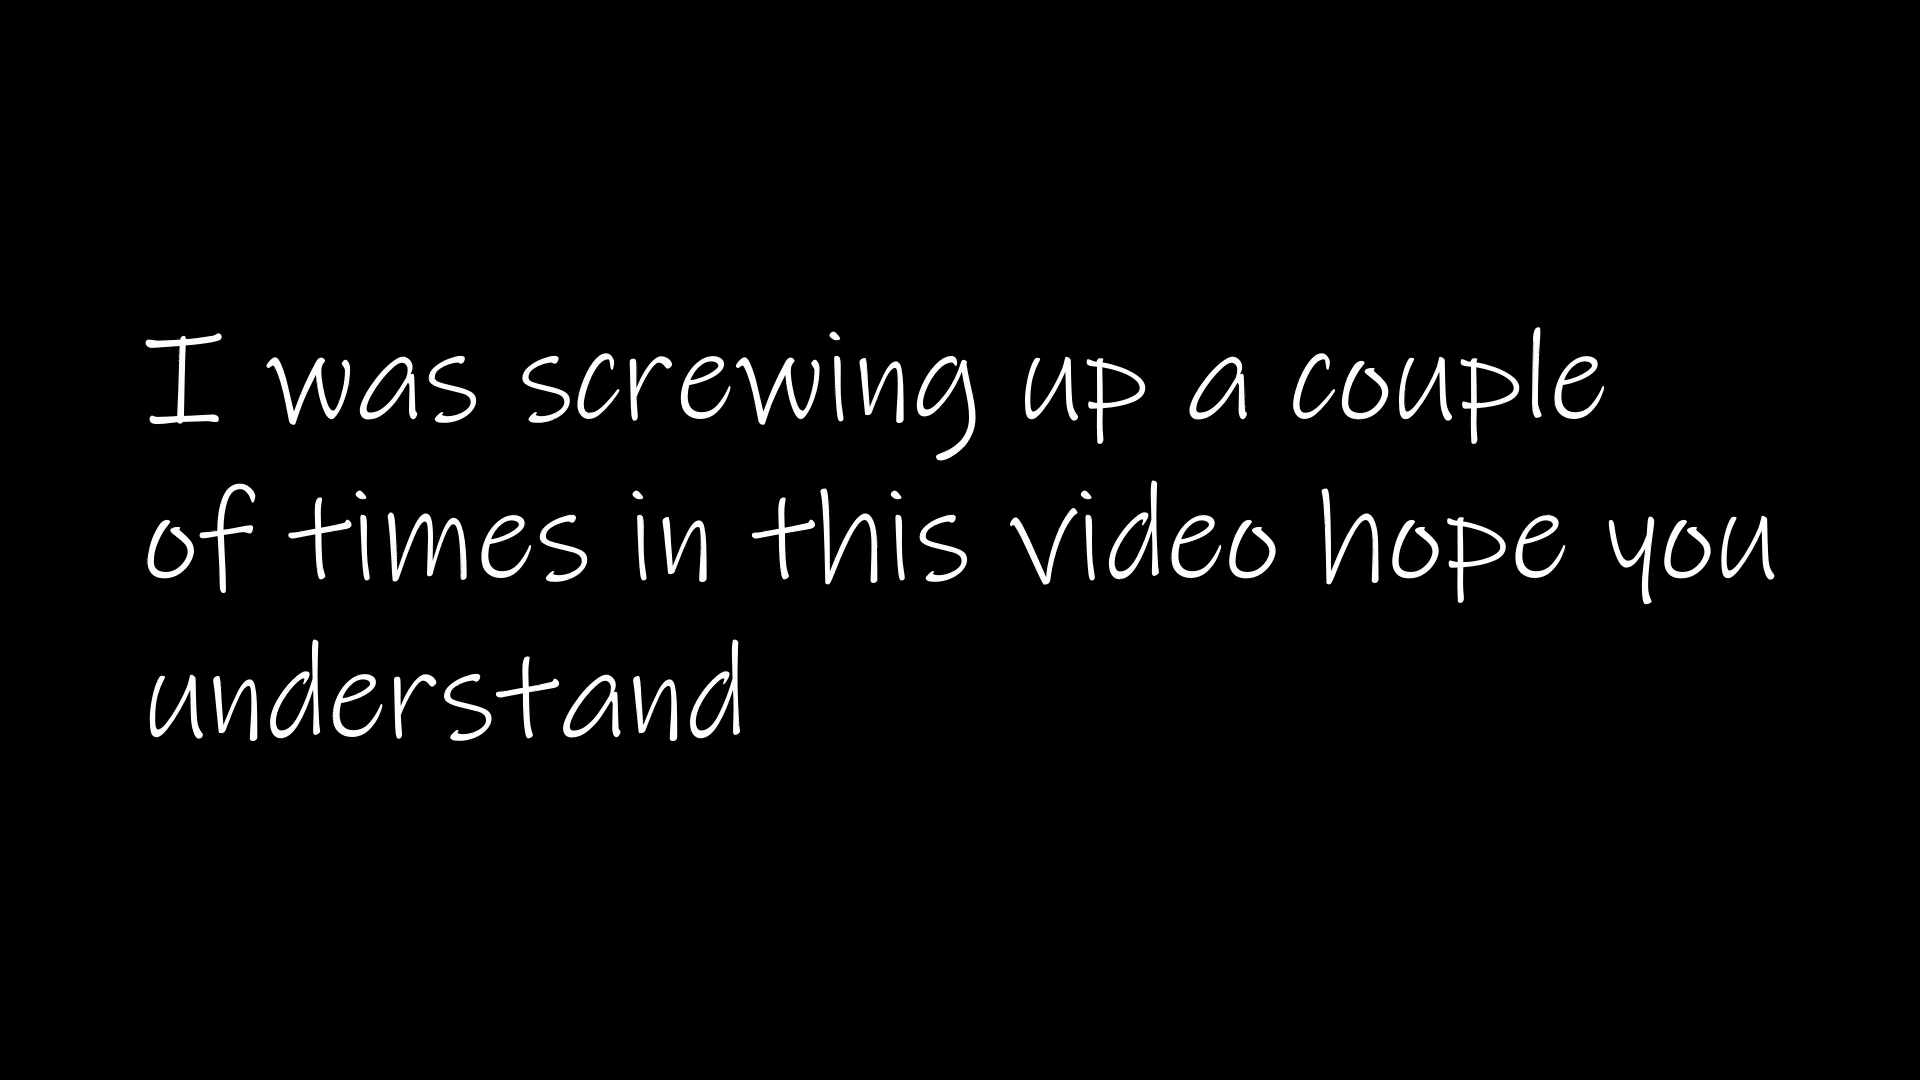 I was screwing up a couple
of times in this video hope you
understand